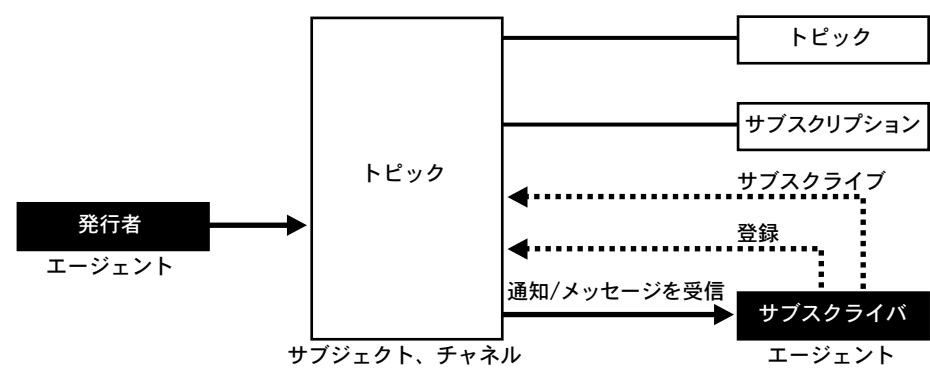 トピック
サブスクリプション
トピック
サブスクライブ
発行者
登録
エージェント
通知/メッセージを受信
サブスクライバ
サブジェクト、チャネル
エージェント